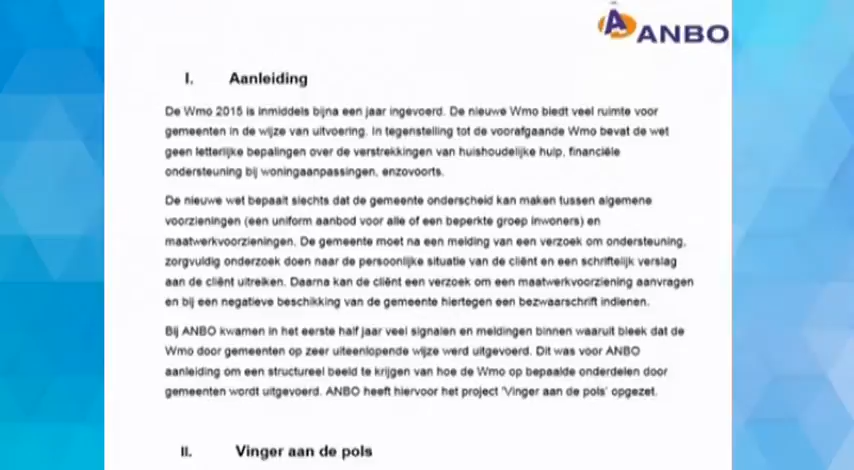 ANBO
I. Aanleiding
De Wmo 2015 is inmiddels bijna een jaar ingevoerd. De nieuwe Wmo biedt veel ruimte voor
gemeenten in de wijze van uitvoering. In tegenstelling tot de voorafgaande Wmo bevat de wet
geen letterlijke bepalingen over de verstrekkingen van huishoudelijke hulp, financiële
ondersteuning bij woningaanpassingen, enzovoorts.
De nieuwe wet bepaalt slechts dat de gemeente onderscheid kan maken tussen algemene
voorzieningen (een uniform aanbod voor alle of een beperkte groep inwoners) en
maatwerkvoorzieningen. De gemeente moet na een melding van een verzoek om ondersteuning,
zorgvuldig onderzoek doen naar de persoonlijke situatie van de cliënt en een schriftelijk verslag
aan de cliënt uitreiken. Daarna kan de cliënt een verzoek om een maatwerkvoorziening aanvragen
en bij een negatieve beschikking van de gemeente hiertegen een bezwaarschrift indienen.
Bij ANBO kwamen in het eerste half jaar veel signalen en meldingen binnen waaruit bleek dat de
Wmo door gemeenten op zeer uiteenlopende wijze werd uitgevoerd. Dit was voor ANBO
aanleiding om een structureel beeld te krijgen van hoe de Wmo op bepaalde onderdelen door
gemeenten wordt uitgevoerd. ANBO heeft hiervoor het project 'Vinger aan de pols' opgezet.
II. Vinger aan de pols